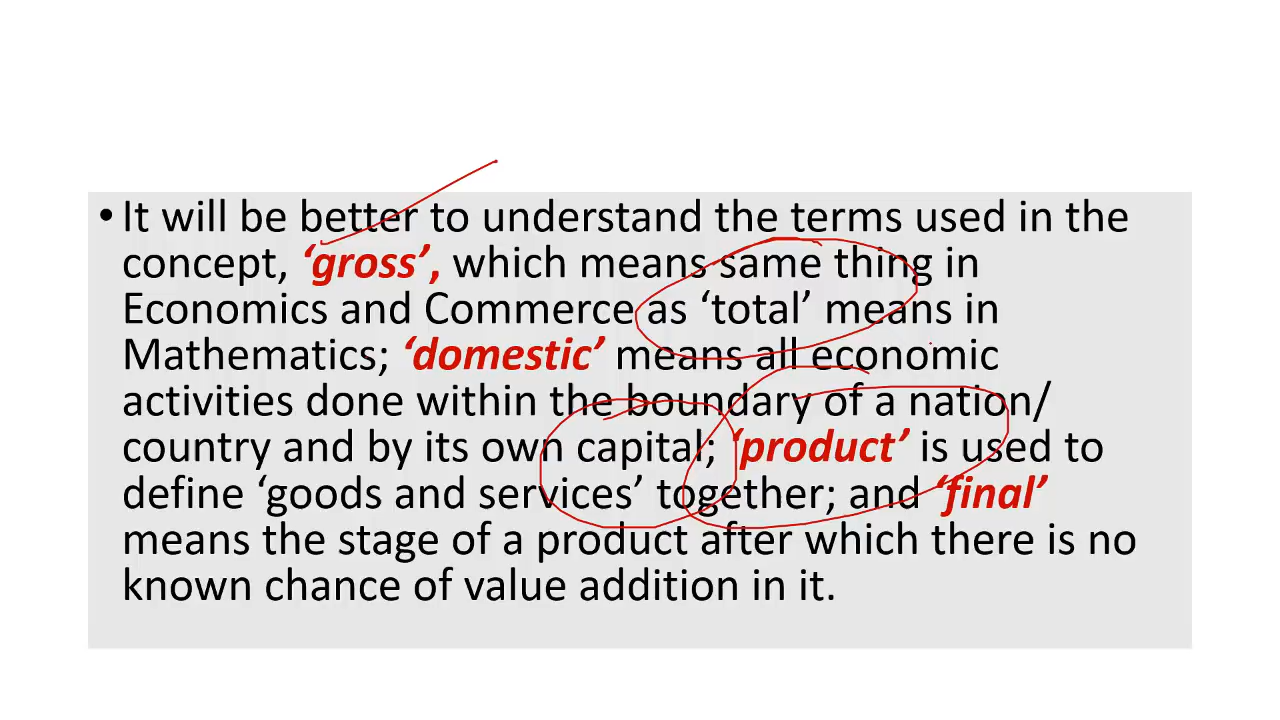 • It will be better to understand the terms used in the
concept, ‘gross’, which means same thing in
Economics and Commerce as ‘total’ means in
Mathematics; ‘domestic’ means all economic
activities done within the boundary of a nation/
country and by its own capital; ‘product’ is used to
define ‘goods and services’ together; and ‘final’
means the stage of a product after which there is no
known chance of value addition in it.